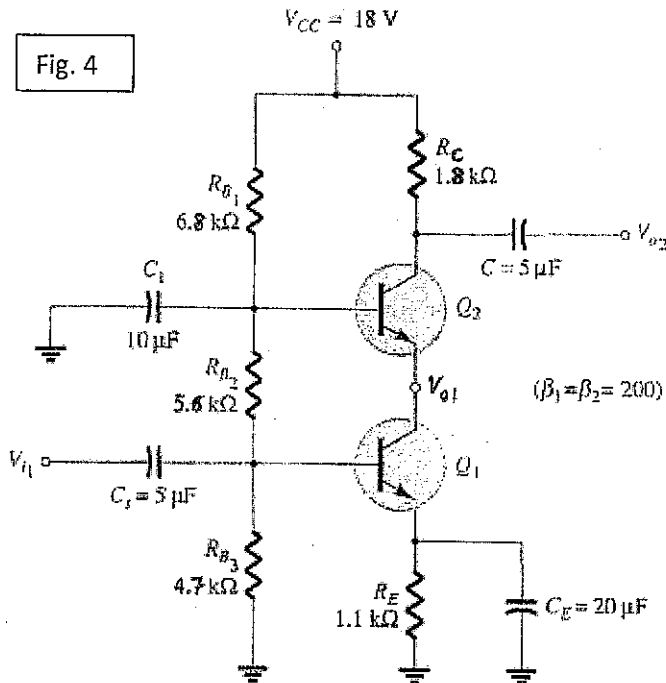 V_CC = 18 V
Fig. 4
R_C
1.8 kΩ
R_B1
6.8 kΩ
V_o2
C = 5 μF
C_1
10 μF
Q_2
R_B2
5.6 kΩ
V_o1
(β_1=β_2= 200)
V_i1
C_s = 5 μF
Q_1
R_B3
4.7 kΩ
R_E
1.1 kΩ
C_E = 20 μF